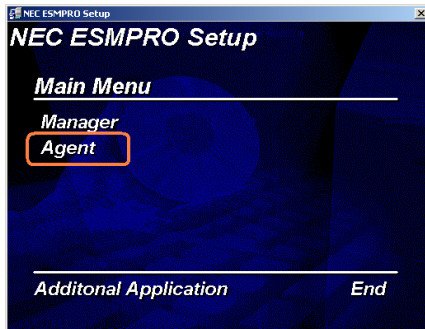 NEC ESMPRO Setup
NEC ESMPRO Setup
Main Menu
Manager
Agent
Additonal Application End